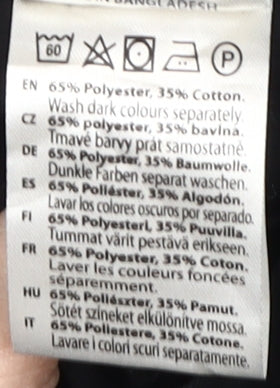 BANGLADESH
60
P
EN 65% Polyester, 35% Cotton.
Wash dark colours separately.
CZ 65% polyester, 35% bavlna.
Tmavé barvy prát samostatně.
DE 65% Polyester, 35% Baumwolle.
Dunkle Farben separat waschen.
ES 65% Poliéster, 35% Algodón.
Lavar los colores oscuros por separado.
FI 65% Polyesteri, 35% Puuvilla.
Tummat värit pestävä erikseen.
FR 65% Polyester, 35% Coton.
Laver les couleurs foncées
séparemment.
HU 65% Poliászter, 35% Pamut.
Sötét színeket elkülönítve mossa.
IT 65% Poliestere, 35% Cotone.
Lavare i colori scuri separatamente.